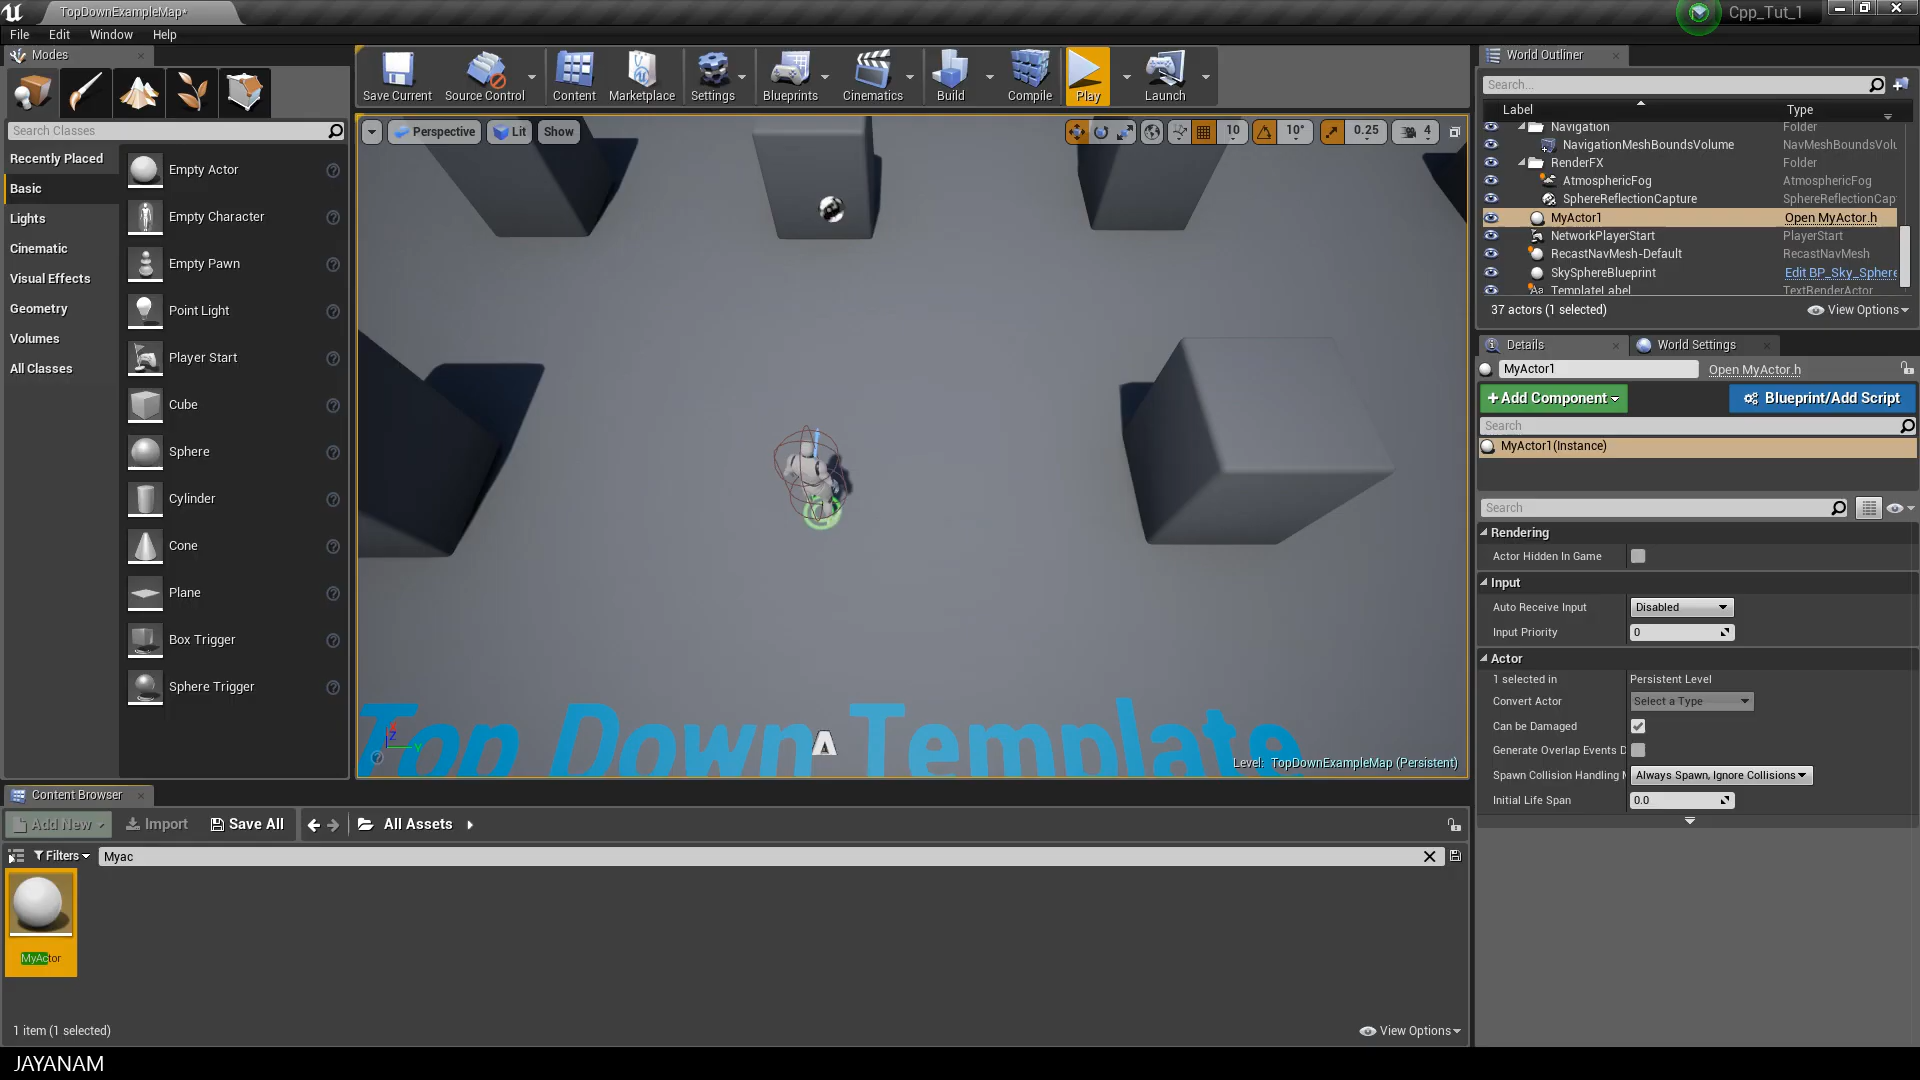 TopDownExampleMap*
Cpp_Tut_1
File Edit Window Help
Modes
Search Classes
Recently Placed
Basic
Lights
Cinematic
Visual Effects
Geometry
Volumes
All Classes
Empty Actor
Empty Character
Empty Pawn
Point Light
Player Start
Cube
Sphere
Cylinder
Cone
Plane
Box Trigger
Sphere Trigger
Save Current
Source Control
Content
Marketplace
Settings
Blueprints
Cinematics
Build
Compile
Play
Launch
Perspective
Lit
Show
10
10°
0.25
4
Top Down Template
Z
Y
Level: TopDownExampleMap (Persistent)
World Outliner
Search...
Label Type
Navigation Folder
NavigationMeshBoundsVolume NavMeshBoundsVolu
RenderFX Folder
AtmosphericFog AtmosphericFog
SphereReflectionCapture SphereReflectionCap
MyActor1 Open MyActor.h
NetworkPlayerStart PlayerStart
RecastNavMesh-Default RecastNavMesh
SkySphereBlueprint Edit BP_Sky_Sphere
TemplateLabel TextRenderActor
37 actors (1 selected)
View Options
Details
World Settings
MyActor1
Open MyActor.h
+Add Component
Blueprint/Add Script
Search
MyActor1(Instance)
Search
Rendering
Actor Hidden In Game
Input
Auto Receive Input Disabled
Input Priority 0
Actor
1 selected in Persistent Level
Convert Actor Select a Type
Can be Damaged
Generate Overlap Events D
Spawn Collision Handling M Always Spawn, Ignore Collisions
Initial Life Span 0.0
Content Browser
Add New
Import
Save All
All Assets
Filters
Myac
MyActor
1 item (1 selected)
View Options
JAYANAM